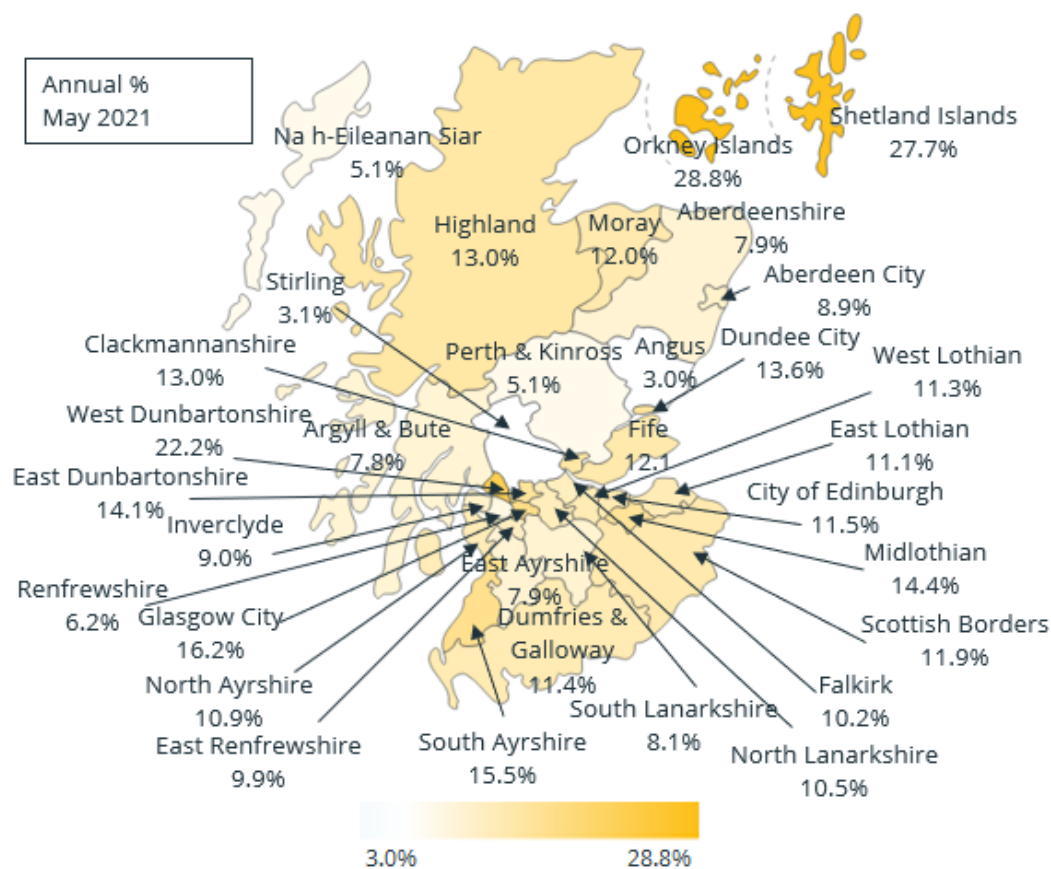 Annual %
May 2021
Shetland Islands
27.7%
Na h-Eileanan Siar
5.1%
Orkney Islands
28.8%
Highland
13.0%
Moray
12.0%
Aberdeenshire
7.9%
Aberdeen City
8.9%
Stirling
3.1%
Clackmannanshire
13.0%
Perth & Kinross
5.1%
Angus
3.0%
Dundee City
13.6%
West Lothian
11.3%
West Dunbartonshire
22.2%
Argyll & Bute
7.8%
Fife
12.1
East Lothian
11.1%
East Dunbartonshire
14.1%
City of Edinburgh
11.5%
Inverclyde
9.0%
Midlothian
14.4%
East Ayrshire
7.9%
Renfrewshire
6.2%
Glasgow City
16.2%
Dumfries &
Galloway
11.4%
Scottish Borders
11.9%
North Ayrshire
10.9%
Falkirk
10.2%
South Lanarkshire
8.1%
East Renfrewshire
9.9%
South Ayrshire
15.5%
North Lanarkshire
10.5%
3.0%
28.8%